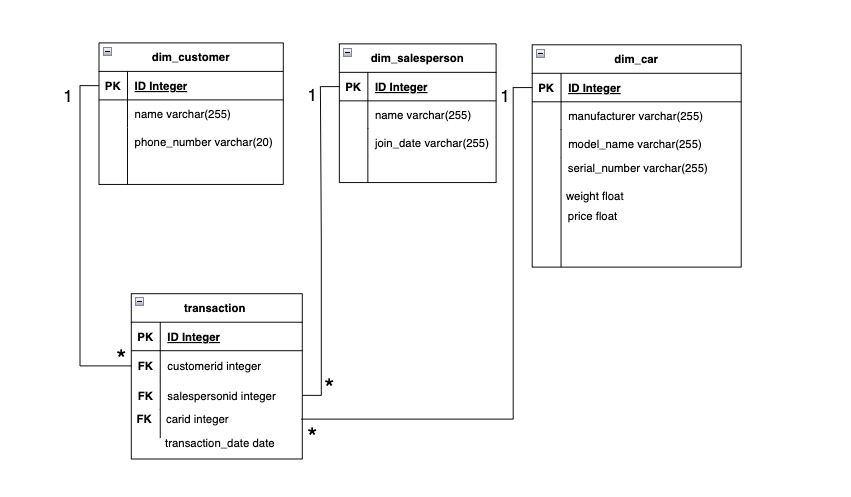 dim_customer
PK ID Integer
name varchar(255)
phone_number varchar(20)
dim_salesperson
PK ID Integer
name varchar(255)
join_date varchar(255)
dim_car
PK ID Integer
manufacturer varchar(255)
model_name varchar(255)
serial_number varchar(255)
weight float
price float
1
1
1
transaction
PK ID Integer
FK customerid integer
FK salespersonid integer
FK carid integer
transaction_date date
*
*
*